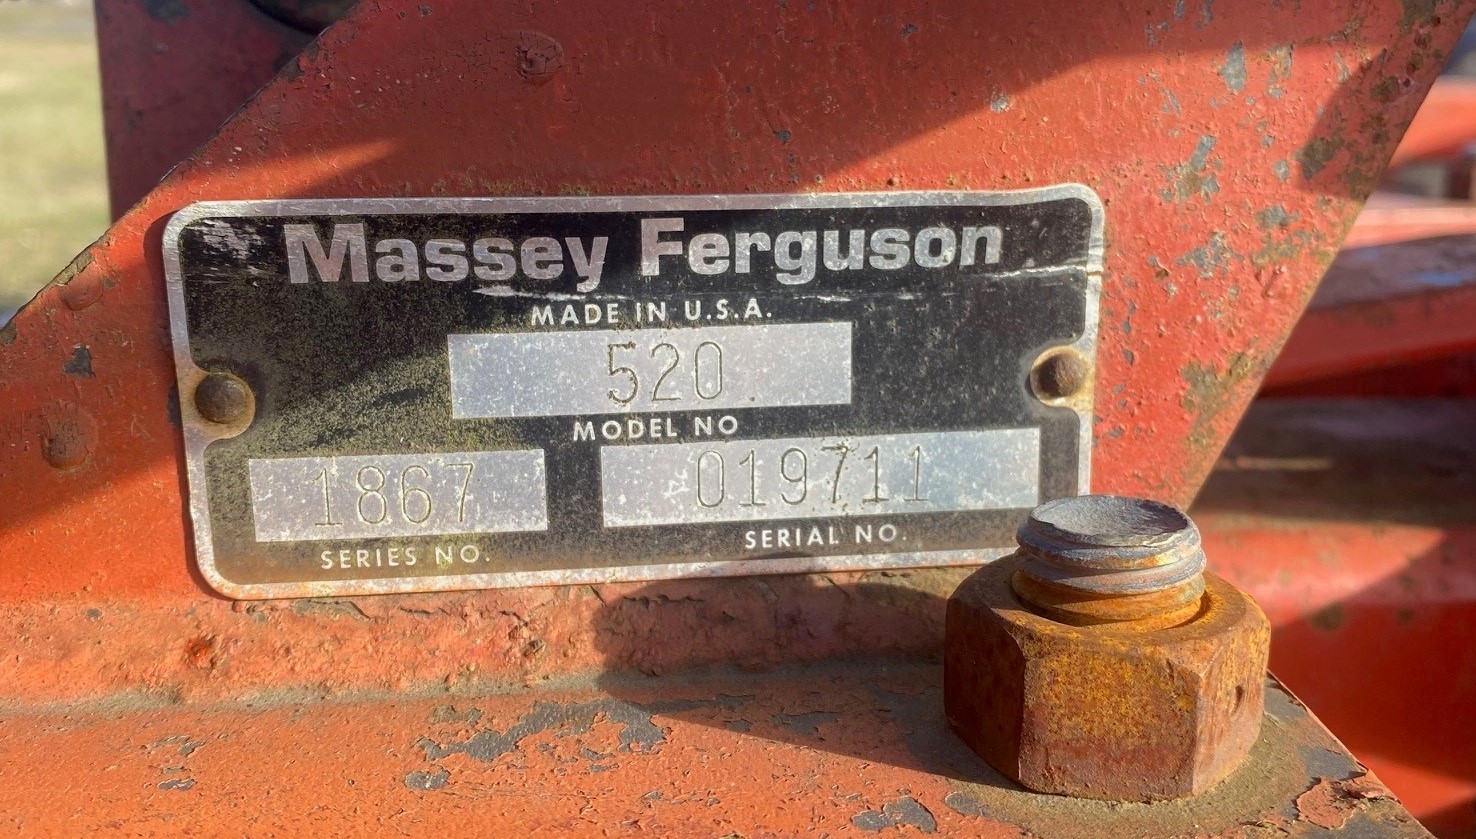 Massey Ferguson
MADE IN U.S.A.
520
MODEL NO
1867 019711
SERIES NO. SERIAL NO.